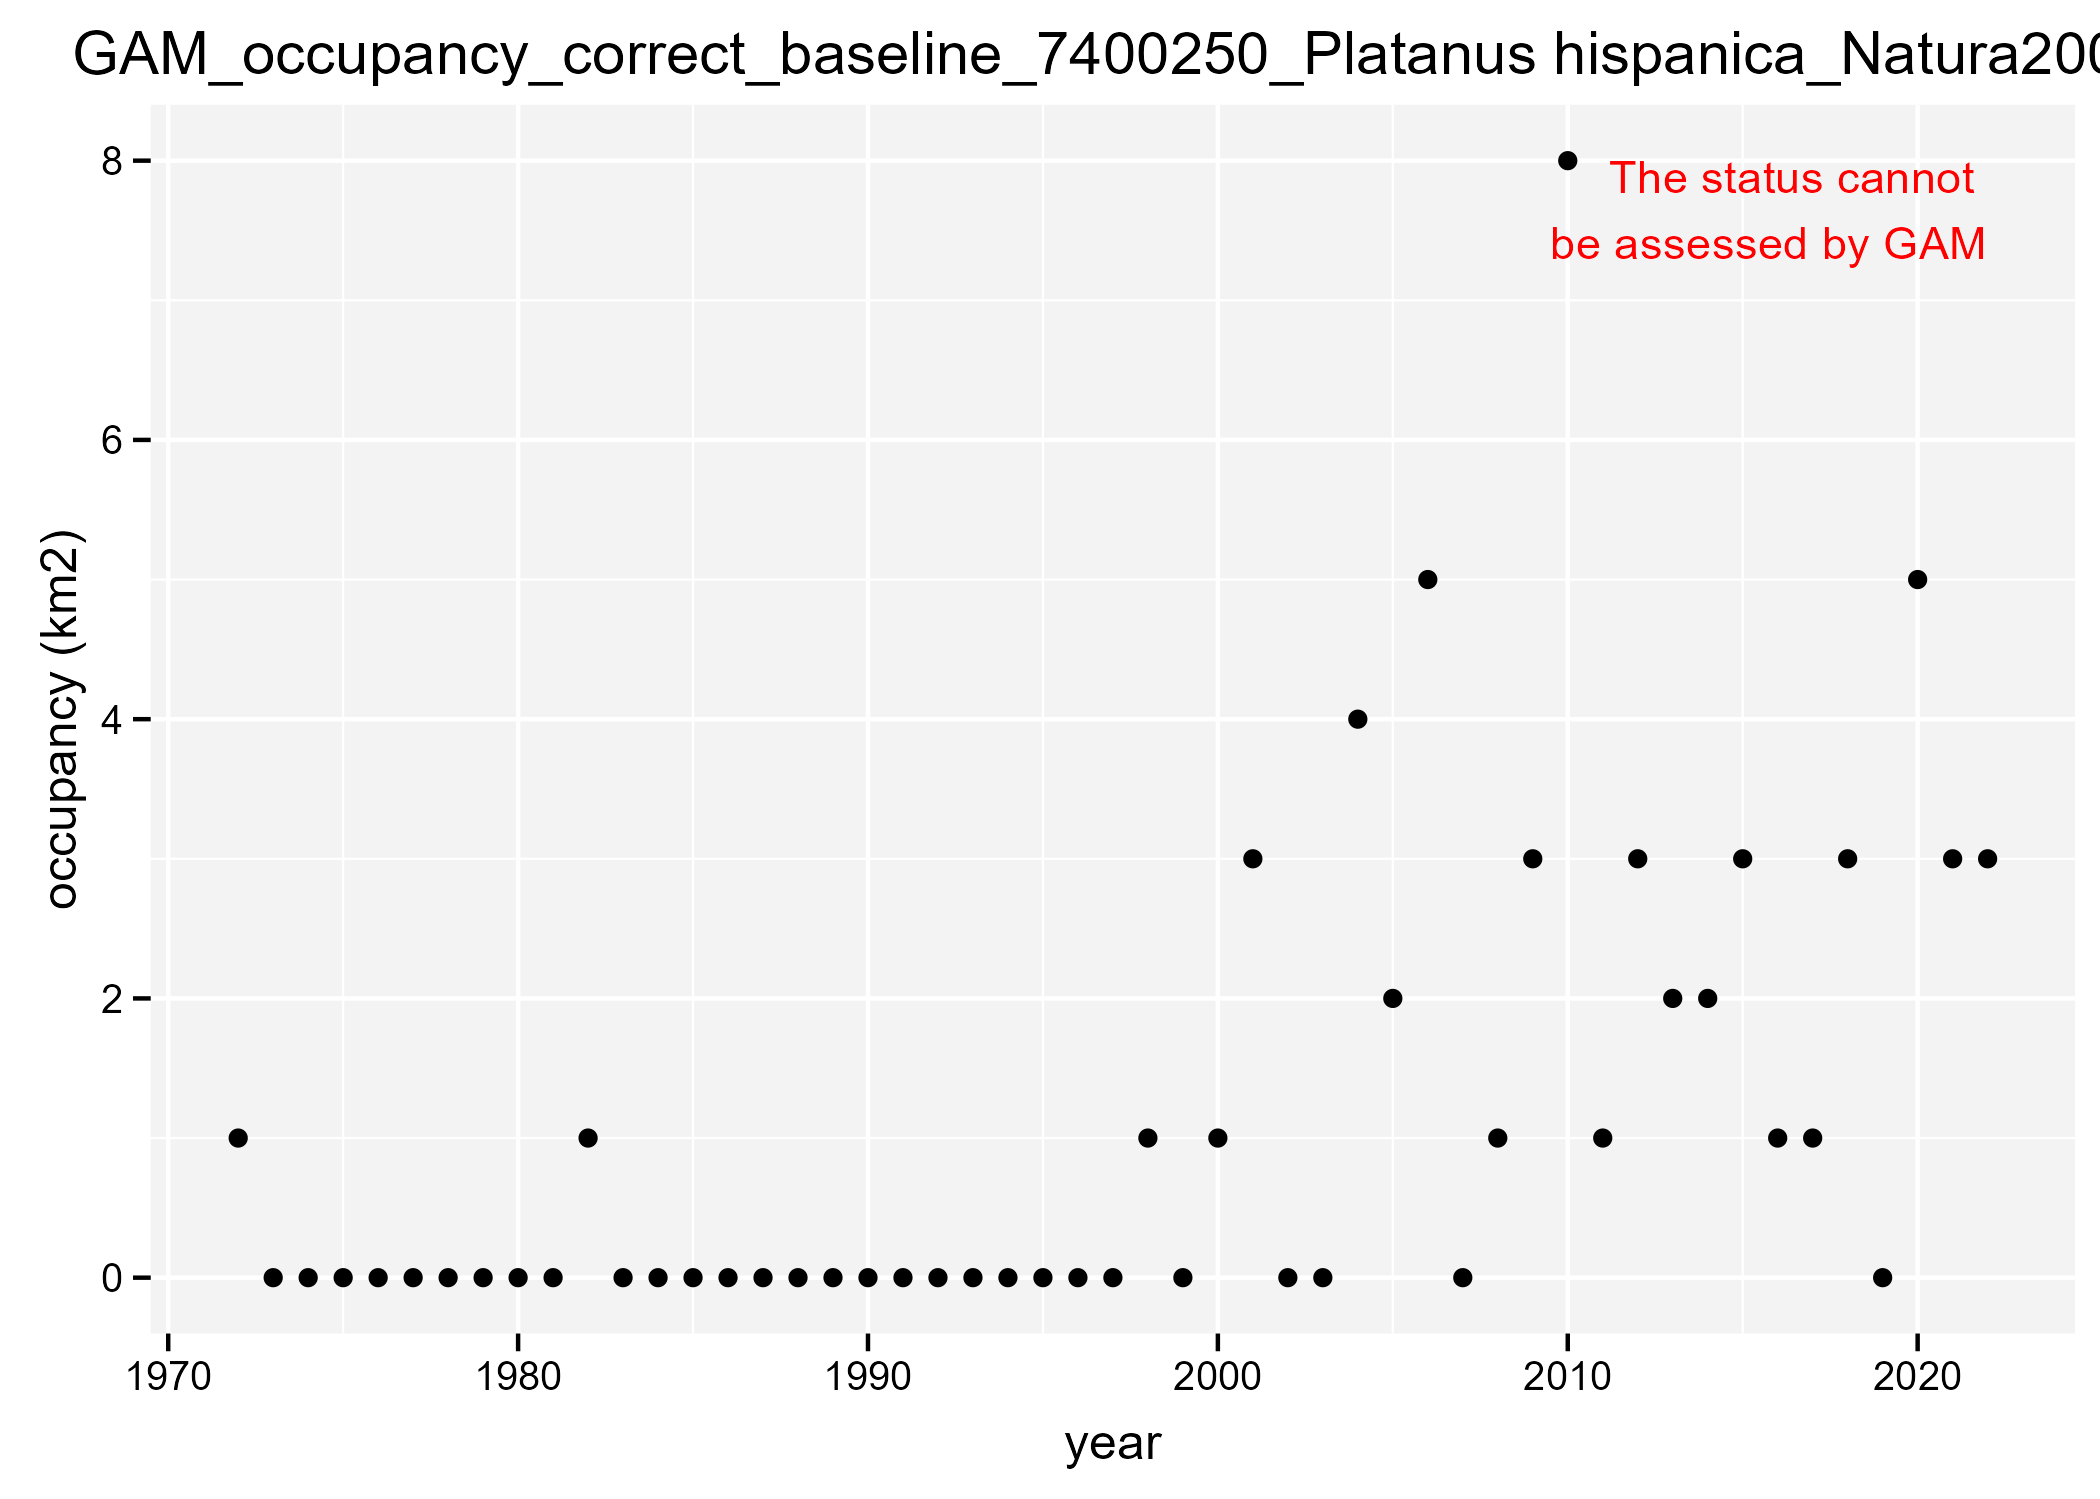 GAM_occupancy_correct_baseline_7400250_Platanus hispanica_Natura200
8
The status cannot
be assessed by GAM
6
occupancy (km2)
4
2
0
1970 1980 1990 2000 2010 2020
year